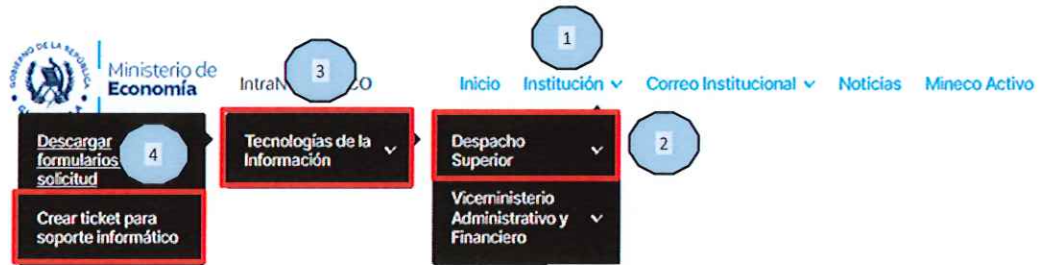 1
3
Ministerio de
Economía
Inicio Institución Correo Institucional Noticias Mineco Activo
Descargar
formularios
solicitud
4
Tecnologías de la
Información
Despacho
Superior
2
Crear ticket para
soporte informático
Viceministerio
Administrativo y
Financiero